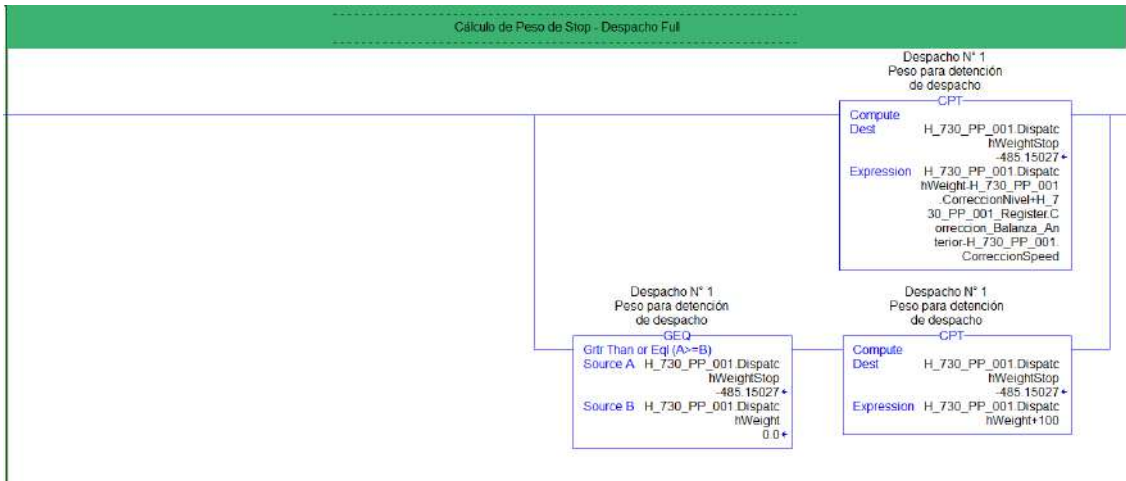 Cálculo de Peso de Stop - Despacho Full
Despacho N° 1
Peso para detención
de despacho
CPT
Compute
Dest H_730_PP_001.Dispatc
hWeightStop
-485.15027
Expression H_730_PP_001.Dispatc
hWeight-H_730_PP_001
.CorreccionNivel+H_7
30_PP_001_Register.C
orreccion_Balanza_An
terior-H_730_PP_001.
CorreccionSpeed
Despacho N° 1
Peso para detención
de despacho
GEQ
Grtr Than or Eql (A>=B)
Source A H_730_PP_001.Dispatc
hWeightStop
-485.15027
Source B H_730_PP_001.Dispatc
hWeight
0.0
Despacho N° 1
Peso para detención
de despacho
CPT
Compute
Dest H_730_PP_001.Dispatc
hWeightStop
-485.15027
Expression H_730_PP_001.Dispatc
hWeight+100